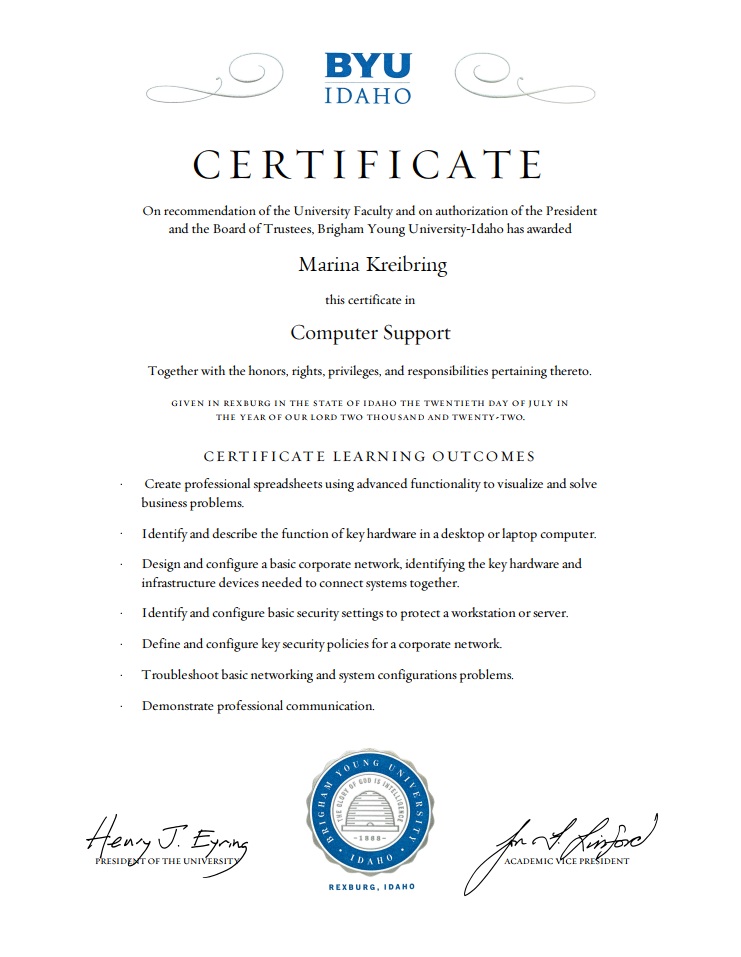 BYU
IDAHO
CERTIFICATE
On recommendation of the University Faculty and on authorization of the President
and the Board of Trustees, Brigham Young University-Idaho has awarded
Marina Kreibring
this certificate in
Computer Support
Together with the honors, rights, privileges, and responsibilities pertaining thereto.
GIVEN IN REXBURG IN THE STATE OF IDAHO THE TWENTIETH DAY OF JULY IN
THE YEAR OF OUR LORD TWO THOUSAND AND TWENTY-TWO.
CERTIFICATE LEARNING OUTCOMES
· Create professional spreadsheets using advanced functionality to visualize and solve
business problems.
· Identify and describe the function of key hardware in a desktop or laptop computer.
· Design and configure a basic corporate network, identifying the key hardware and
infrastructure devices needed to connect systems together.
· Identify and configure basic security settings to protect a workstation or server.
· Define and configure key security policies for a corporate network.
· Troubleshoot basic networking and system configurations problems.
· Demonstrate professional communication.
BRIGHAM YOUNG UNIVERSITY
THE GLORY OF GOD IS INTELLIGENCE
-1888-
· IDAHO ·
REXBURG, IDAHO
Henry J. Eyring
PRESIDENT OF THE UNIVERSITY
Jon Linford
ACADEMIC VICE PRESIDENT